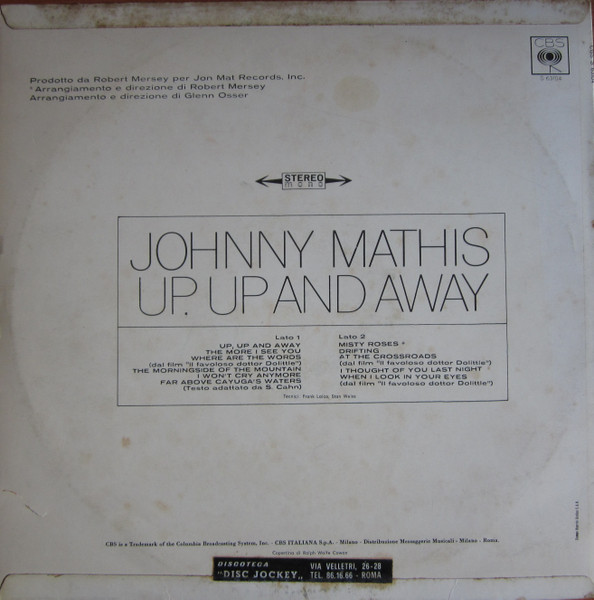 CBS
Prodotto da Robert Mersey per Jon Mat Records, Inc.
* Arrangiamento e direzione di Robert Mersey
Arrangiamento e direzione di Glenn Osser
STEREO
mono
JOHNNY MATHIS
UP, UP AND AWAY
Lato 1
UP, UP AND AWAY
THE MORE I SEE YOU
WHERE ARE THE WORDS
(dal film "Il favoloso dottor Dolittle")
THE MORNINGSIDE OF THE MOUNTAIN
I WON'T CRY ANYMORE
FAR ABOVE CAYUGA'S WATERS
(Testo adattato da S. Cahn)
Lato 2
MISTY ROSES *
DRIFTING
AT THE CROSSROADS
(dal film "Il favoloso dottor Dolittle")
I THOUGHT OF YOU LAST NIGHT
WHEN I LOOK IN YOUR EYES
(dal film "Il favoloso dottor Dolittle")
CBS is a Trademark of the Columbia Broadcasting System, Inc. - CBS ITALIANA S.p.A. - Milano - Distribuzione Messaggerie Musicali - Milano - Roma.
Copertina di Ralph Wolfe Cowan
DISCOTECA
"DISC JOCKEY,,
VIA VELLETRI, 26-28
TEL. 86.16.66 - ROMA